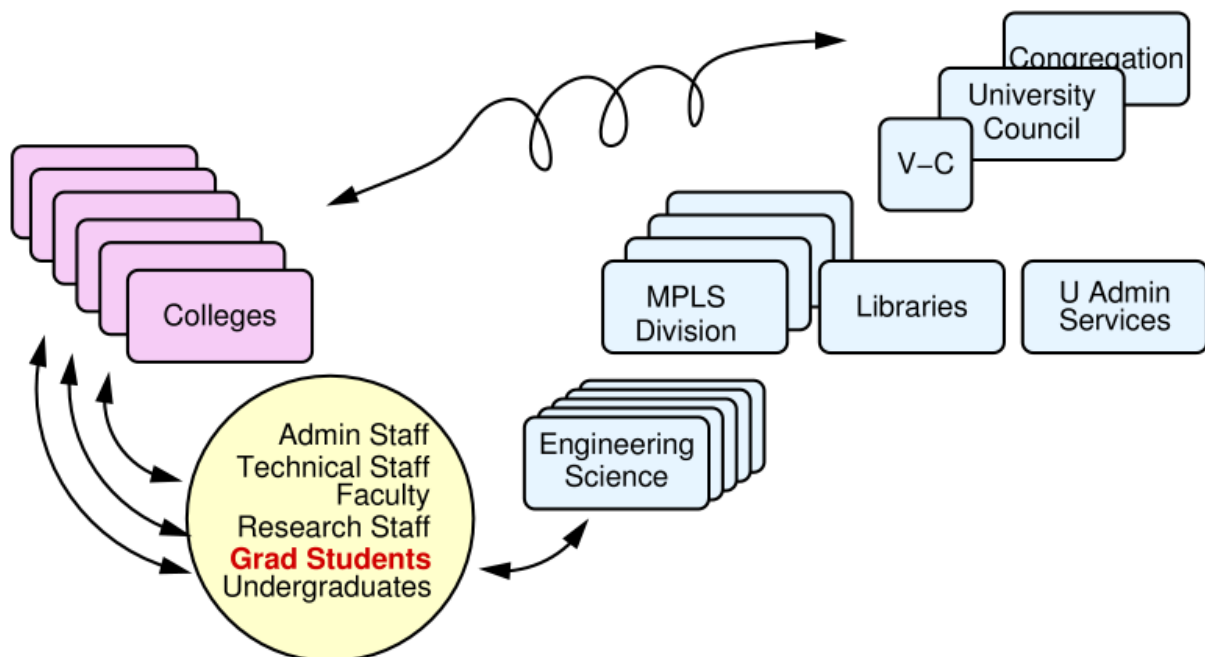 Congregation
University
Council
V–C
Colleges
MPLS
Division
Libraries
U Admin
Services
Engineering
Science
Admin Staff
Technical Staff
Faculty
Research Staff
Grad Students
Undergraduates